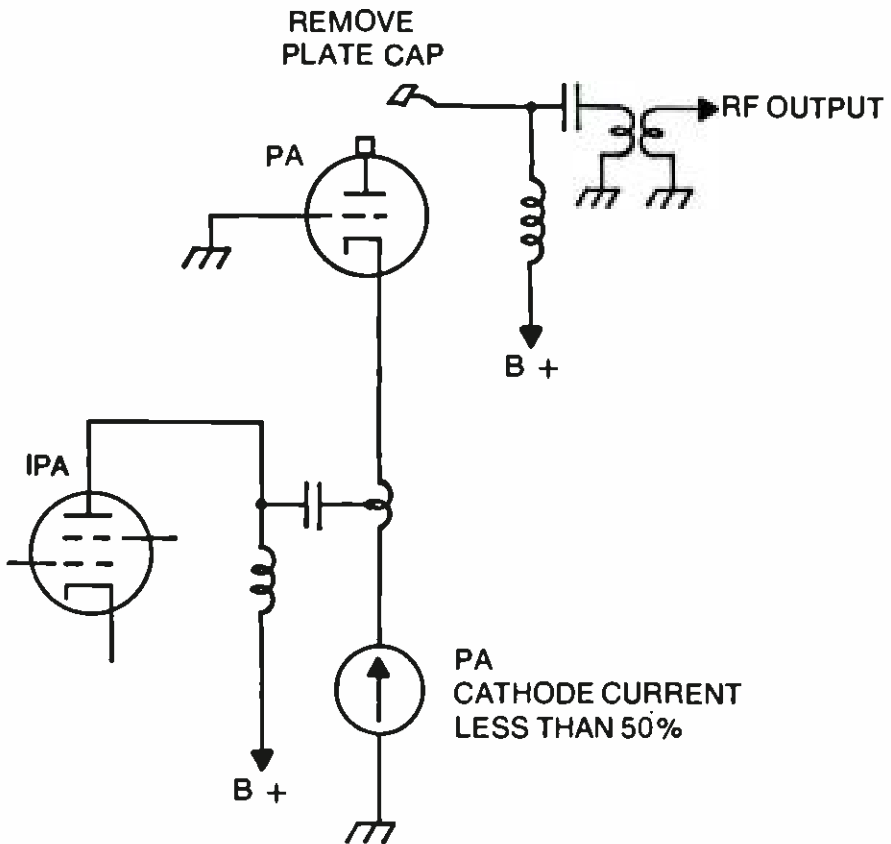 REMOVE
PLATE CAP
RF OUTPUT
PA
B +
IPA
PA
CATHODE CURRENT
LESS THAN 50%
B +